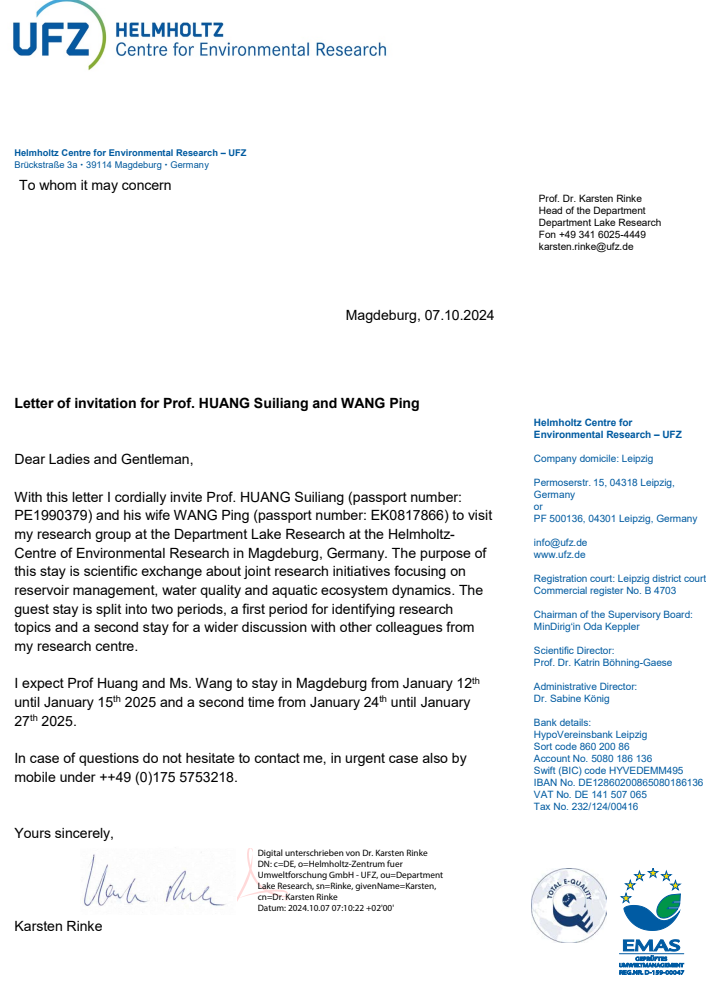 UFZ HELMHOLTZ
Centre for Environmental Research
Helmholtz Centre for Environmental Research – UFZ
Brückstraße 3a • 39114 Magdeburg • Germany
To whom it may concern
Prof. Dr. Karsten Rinke
Head of the Department
Department Lake Research
Fon +49 341 6025-4449
karsten.rinke@ufz.de
Magdeburg, 07.10.2024
Letter of invitation for Prof. HUANG Suiliang and WANG Ping
Dear Ladies and Gentleman,
With this letter I cordially invite Prof. HUANG Suiliang (passport number:
PE1990379) and his wife WANG Ping (passport number: EK0817866) to visit
my research group at the Department Lake Research at the Helmholtz-
Centre of Environmental Research in Magdeburg, Germany. The purpose of
this stay is scientific exchange about joint research initiatives focusing on
reservoir management, water quality and aquatic ecosystem dynamics. The
guest stay is split into two periods, a first period for identifying research
topics and a second stay for a wider discussion with other colleagues from
my research centre.
I expect Prof Huang and Ms. Wang to stay in Magdeburg from January 12th
until January 15th 2025 and a second time from January 24th until January
27th 2025.
In case of questions do not hesitate to contact me, in urgent case also by
mobile under ++49 (0)175 5753218.
Yours sincerely,
Digital unterschrieben von Dr. Karsten Rinke
DN: c=DE, o=Helmholtz-Zentrum fuer
Umweltforschung GmbH - UFZ, ou=Department
Lake Research, sn=Rinke, givenName=Karsten,
cn=Dr. Karsten Rinke
Datum: 2024.10.07 07:10:22 +02'00'
Karsten Rinke
Helmholtz Centre for
Environmental Research – UFZ
Company domicile: Leipzig
Permoserstr. 15, 04318 Leipzig,
Germany
or
PF 500136, 04301 Leipzig, Germany
info@ufz.de
www.ufz.de
Registration court: Leipzig district court
Commercial register No. B 4703
Chairman of the Supervisory Board:
MinDirig'in Oda Keppler
Scientific Director:
Prof. Dr. Katrin Böhning-Gaese
Administrative Director:
Dr. Sabine König
Bank details:
HypoVereinsbank Leipzig
Sort code 860 200 86
Account No. 5080 186 136
Swift (BIC) code HYVEDEMM495
IBAN No. DE12860200865080186136
VAT No. DE 141 507 065
Tax No. 232/124/00416
TOTAL E-QUALITY
EMAS
GEPRÜFTES
UMWELTMANAGEMENT
REG.NR. D-159-00047